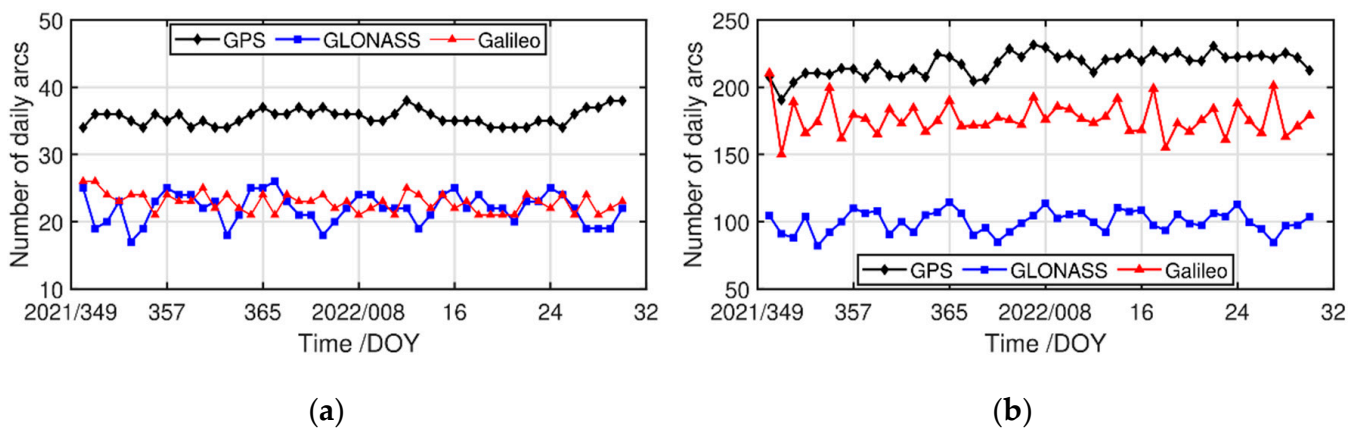 50
40
30
20
10
Number of daily arcs
GPS GLONASS Galileo
2021/349 357 365 2022/008 16 24 32
Time /DOY
(a)
250
200
150
100
50
Number of daily arcs
GPS GLONASS Galileo
2021/349 357 365 2022/008 16 24 32
Time /DOY
(b)